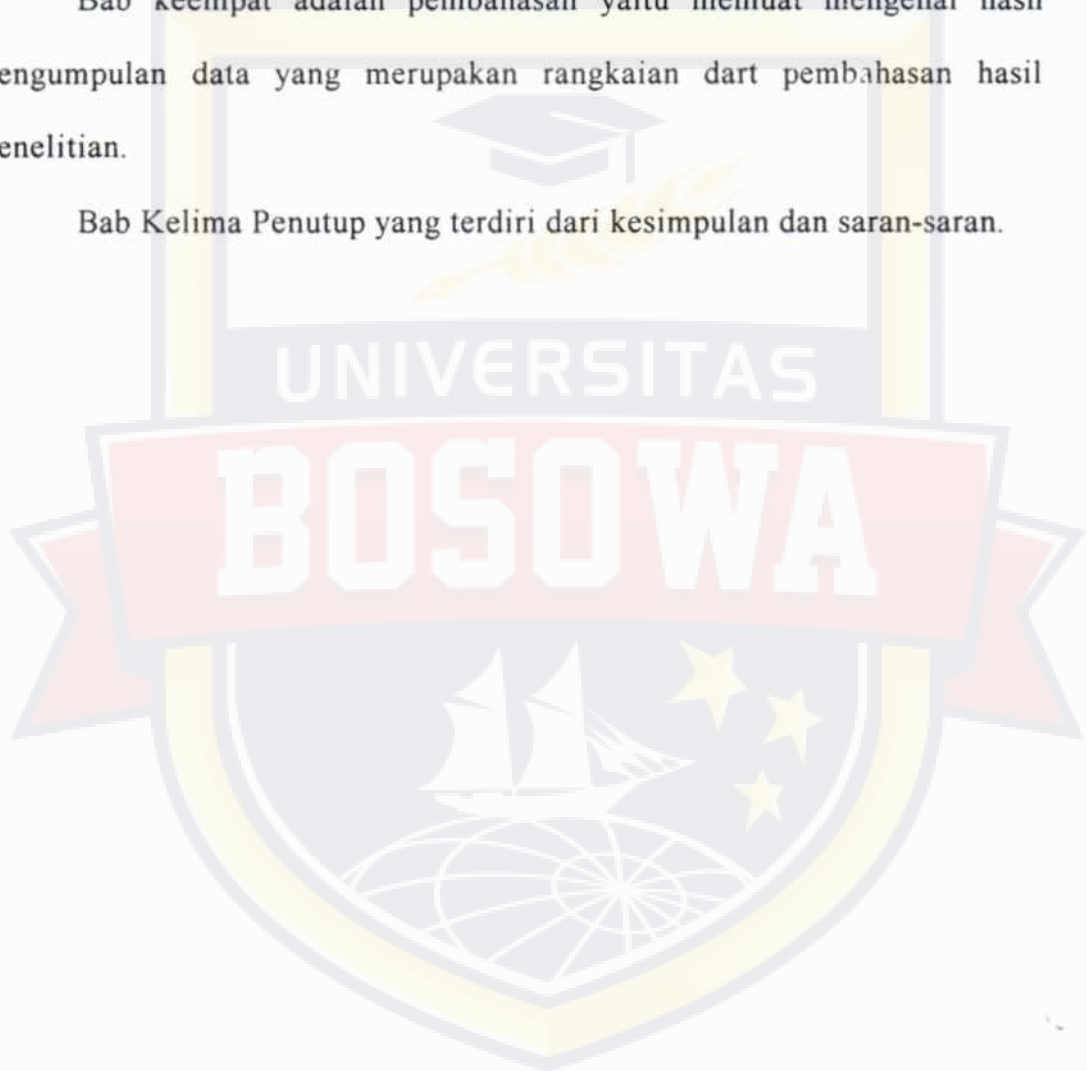 Bab keempat adalah pembahasan yaitu memuat mengenai hasil
engumpulan data yang merupakan rangkaian dart pembahasan hasil
enelitian.
Bab Kelima Penutup yang terdiri dari kesimpulan dan saran-saran.
UNIVERSITAS
BOSOWA